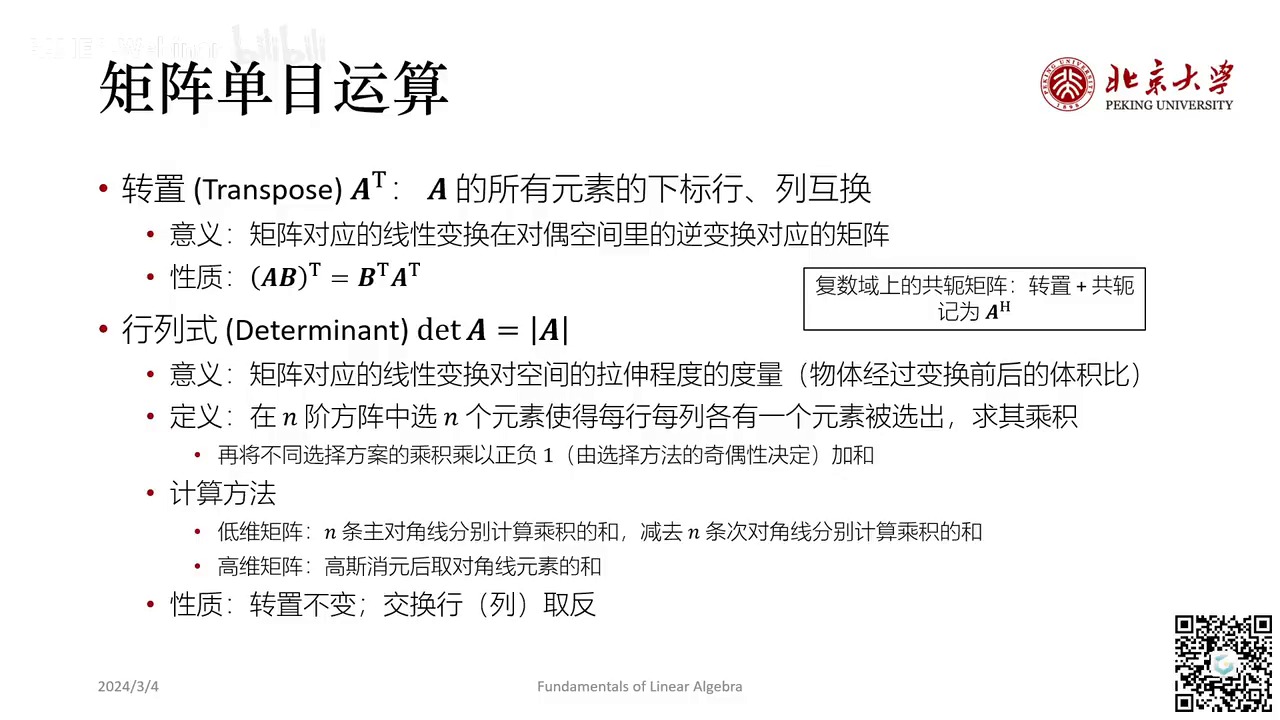 矩阵单目运算
北京大学
PEKING UNIVERSITY
• 转置 (Transpose) 𝑨ᵀ： 𝑨 的所有元素的下标行、列互换
• 意义：矩阵对应的线性变换在对偶空间里的逆变换对应的矩阵
• 性质：(𝑨𝑩)ᵀ = 𝑩ᵀ𝑨ᵀ
复数域上的共轭矩阵：转置 + 共轭
记为 𝑨ᴴ
• 行列式 (Determinant) det 𝑨 = |𝑨|
• 意义：矩阵对应的线性变换对空间的拉伸程度的度量（物体经过变换前后的体积比）
• 定义：在 𝑛 阶方阵中选 𝑛 个元素使得每行每列各有一个元素被选出，求其乘积
• 再将不同选择方案的乘积乘以正负 1（由选择方法的奇偶性决定）加和
• 计算方法
• 低维矩阵：𝑛 条主对角线分别计算乘积的和，减去 𝑛 条次对角线分别计算乘积的和
• 高维矩阵：高斯消元后取对角线元素的和
• 性质：转置不变；交换行（列）取反
2024/3/4
Fundamentals of Linear Algebra